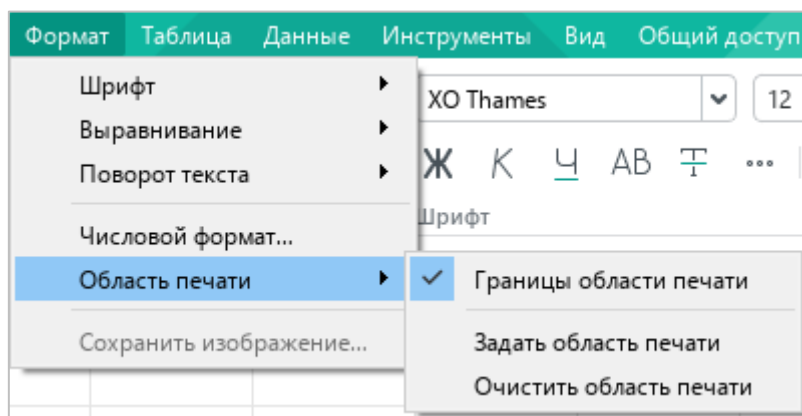 Формат Таблица Данные Инструменты Вид Общий доступ
Шрифт
XO Thames 12
Выравнивание
Поворот текста
Ж К Ч АВ Т •••
Шрифт
Числовой формат...
Область печати
Границы области печати
Сохранить изображение...
Задать область печати
Очистить область печати